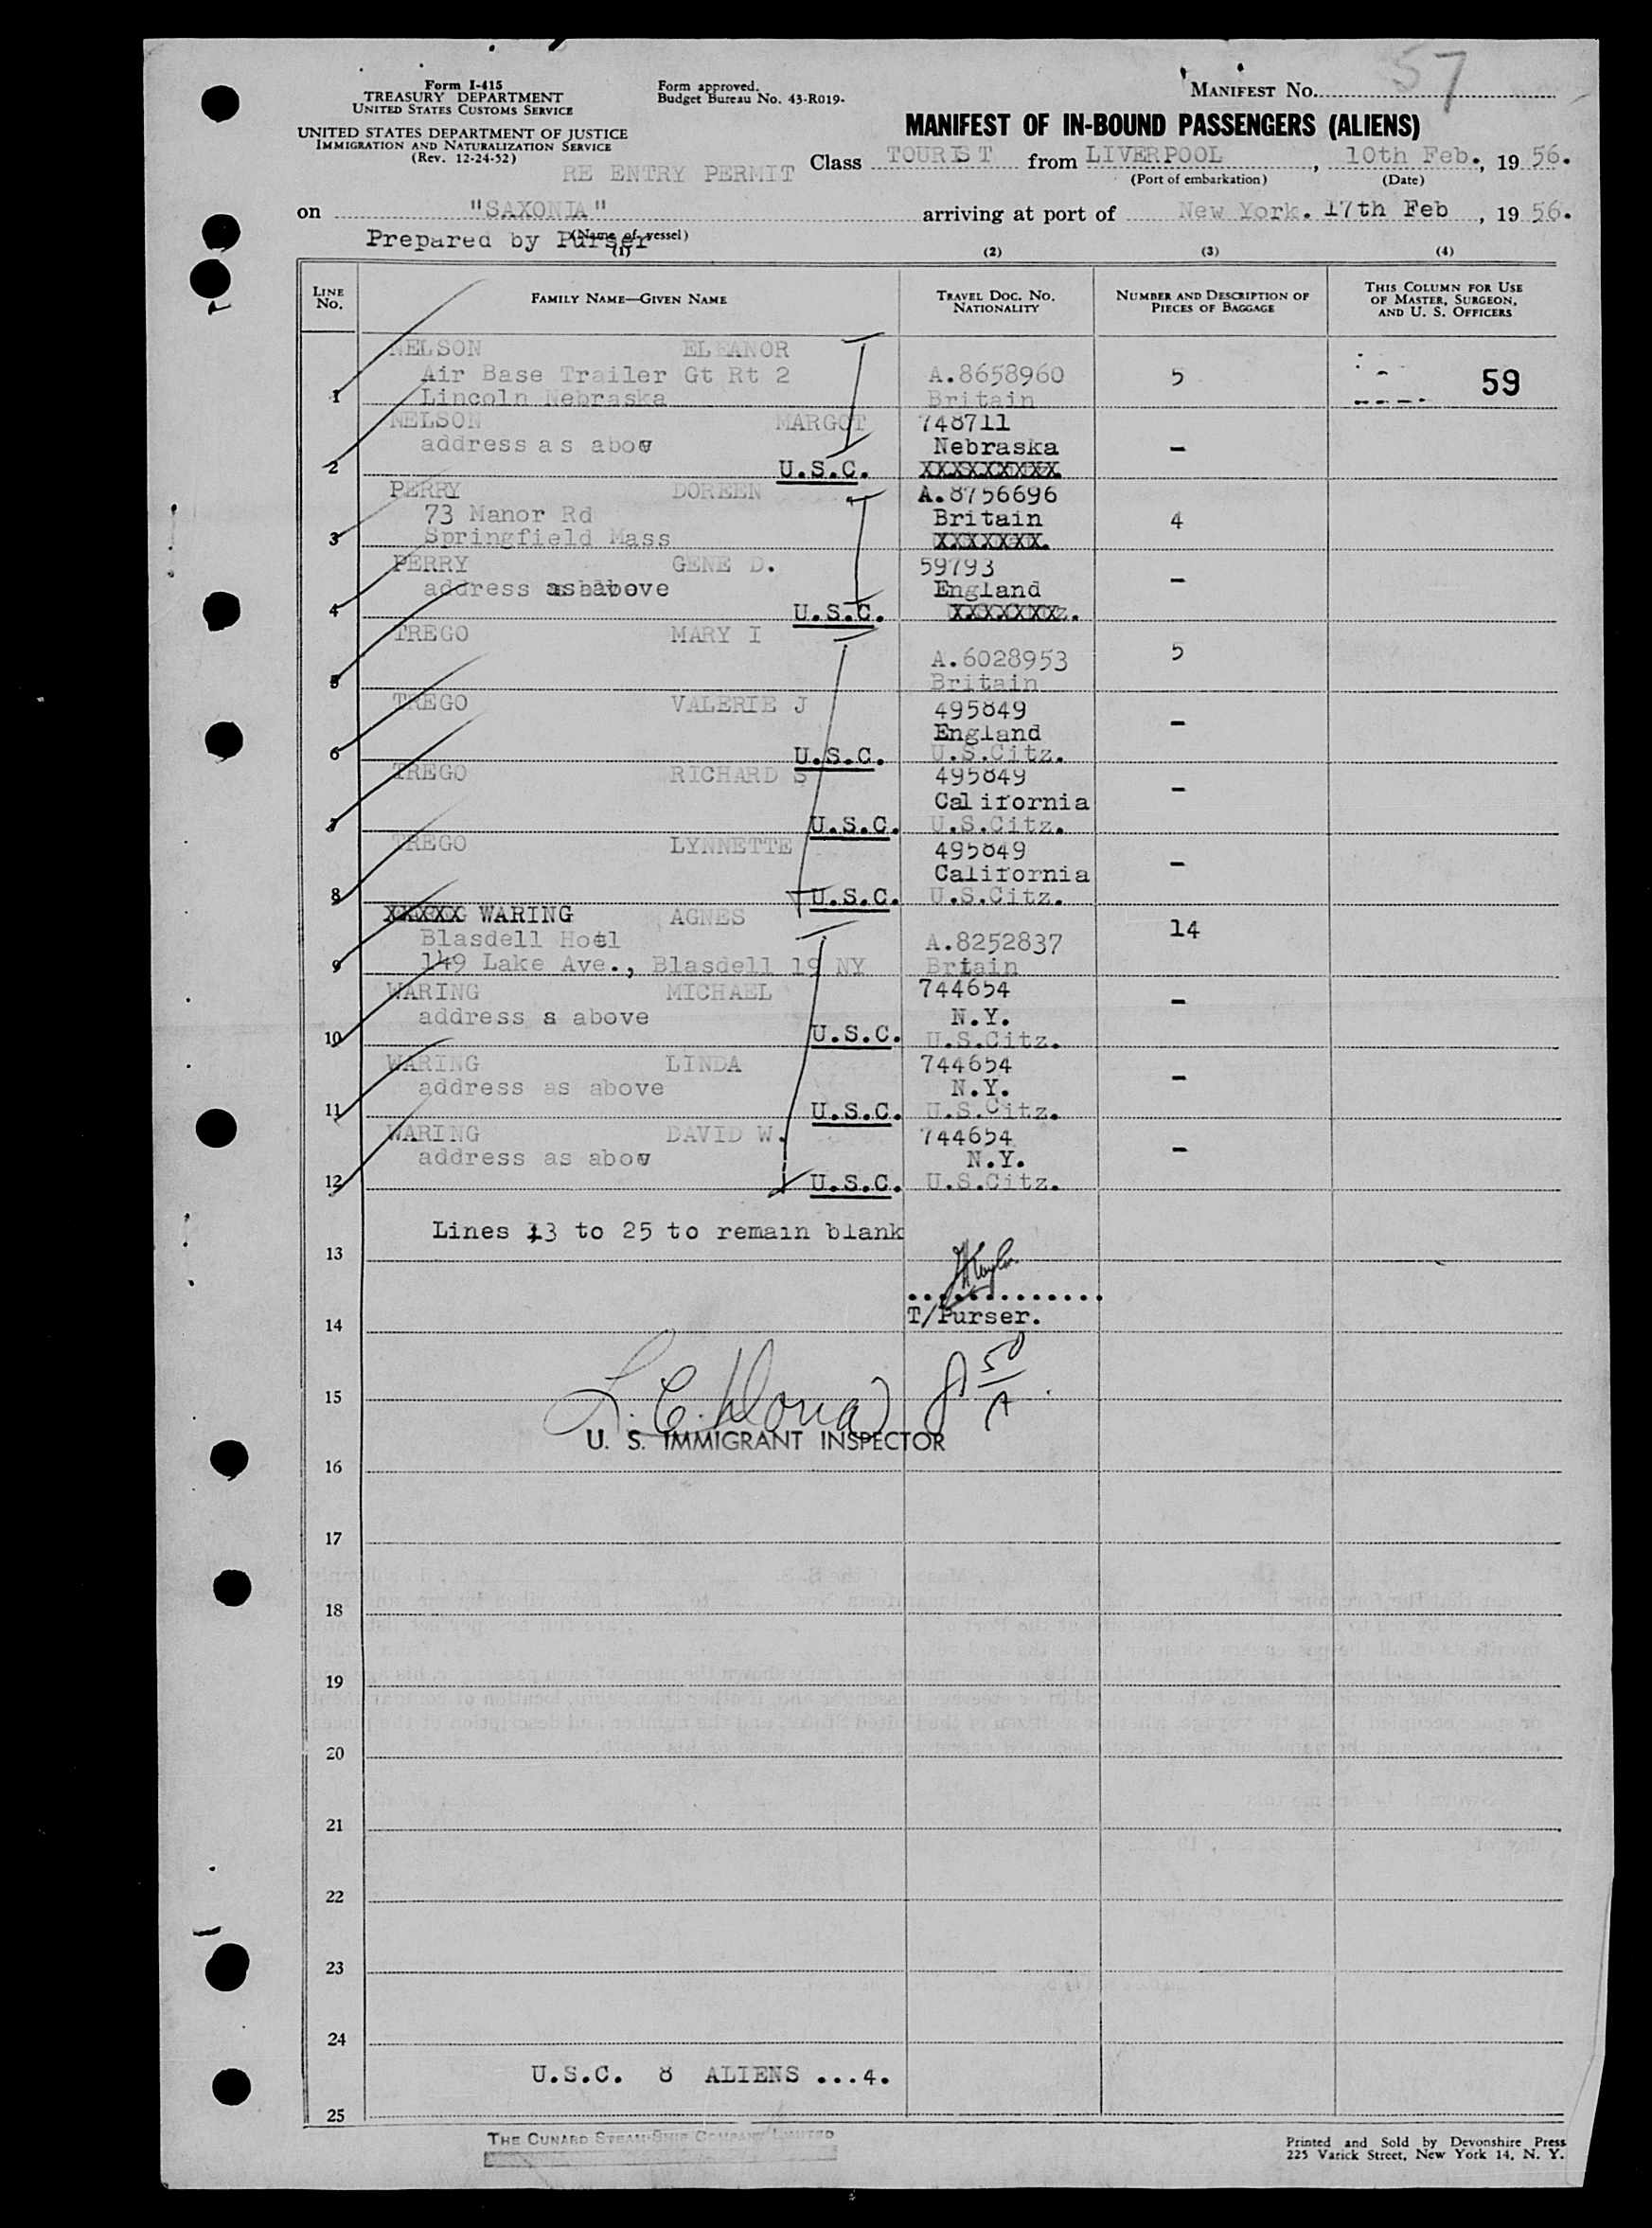 57
Form I-415
TREASURY DEPARTMENT
UNITED STATES CUSTOMS SERVICE
UNITED STATES DEPARTMENT OF JUSTICE
IMMIGRATION AND NATURALIZATION SERVICE
(Rev. 12-24-52)
Form approved.
Budget Bureau No. 43-R019.
MANIFEST No.
MANIFEST OF IN-BOUND PASSENGERS (ALIENS)
RE ENTRY PERMIT Class TOURIST from LIVERPOOL, 10th Feb., 1956.
(Port of embarkation) (Date)
on "SAXONIA" arriving at port of New York. 17th Feb, 1956.
(Name of vessel)
Prepared by Purser
(1) (2) (3) (4)
LINE No. FAMILY NAME—GIVEN NAME TRAVEL DOC. No. NATIONALITY NUMBER AND DESCRIPTION OF PIECES OF BAGGAGE THIS COLUMN FOR USE OF MASTER, SURGEON, AND U. S. OFFICERS
NELSON ELEANOR
Air Base Trailer Gt Rt 2 A.8658960 5 59
1 Lincoln Nebraska Britain
NELSON MARGOT 748711
address as abov Nebraska -
2 U.S.C. XXXXXXXXX
PERRY DOREEN A.8756696
73 Manor Rd Britain 4
3 Springfield Mass XXXXXXX.
PERRY GENE D. 59793
address as above England -
4 U.S.C. XXXXXXXz.
TREGO MARY I
A.6028953 5
5 Britain
TREGO VALERIE J 495849
England -
6 U.S.C. U.S.Citz.
TREGO RICHARD S 495849
California -
7 U.S.C. U.S.Citz.
TREGO LYNNETTE 495849
California -
8 U.S.C. U.S.Citz.
XXXXX WARING AGNES 14
Blasdell Hotl A.8252837
9 149 Lake Ave., Blasdell 19 NY Britain
WARING MICHAEL 744654
address a above N.Y. -
10 U.S.C. U.S.Citz.
WARING LINDA 744654
address as above N.Y. -
11 U.S.C. U.S.Citz.
WARING DAVID W. 744654
address as abov N.Y. -
12 U.S.C. U.S.Citz.
Lines 13 to 25 to remain blank
13
T/Purser.
14
15
8 50/A
U. S. IMMIGRANT INSPECTOR
16
17
18
19
20
21
22
23
24
U.S.C. 8 ALIENS ...4.
25
THE CUNARD STEAM-SHIP COMPANY LIMITED
Printed and Sold by Devonshire Press
225 Varick Street, New York 14, N. Y.